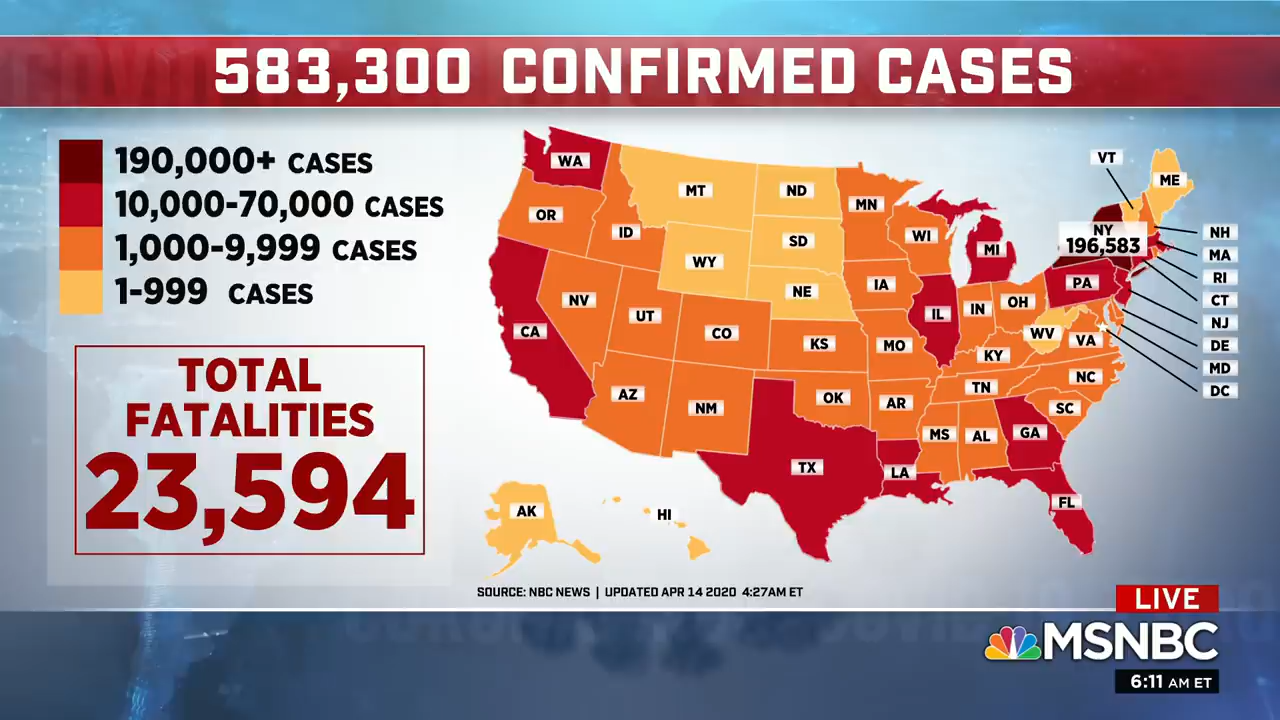 583,300 CONFIRMED CASES
190,000+ CASES
10,000-70,000 CASES
1,000-9,999 CASES
1-999 CASES
TOTAL
FATALITIES
23,594
WA
OR
ID
MT
ND
MN
WI
MI
VT
ME
NY
196,583
NH
MA
RI
CT
NJ
DE
MD
DC
SD
WY
NE
IA
IL
IN
OH
PA
NV
UT
CO
KS
MO
KY
WV
VA
CA
AZ
NM
OK
AR
TN
NC
SC
MS
AL
GA
TX
LA
FL
AK
HI
SOURCE: NBC NEWS | UPDATED APR 14 2020 4:27AM ET
LIVE
MSNBC
6:11 AM ET